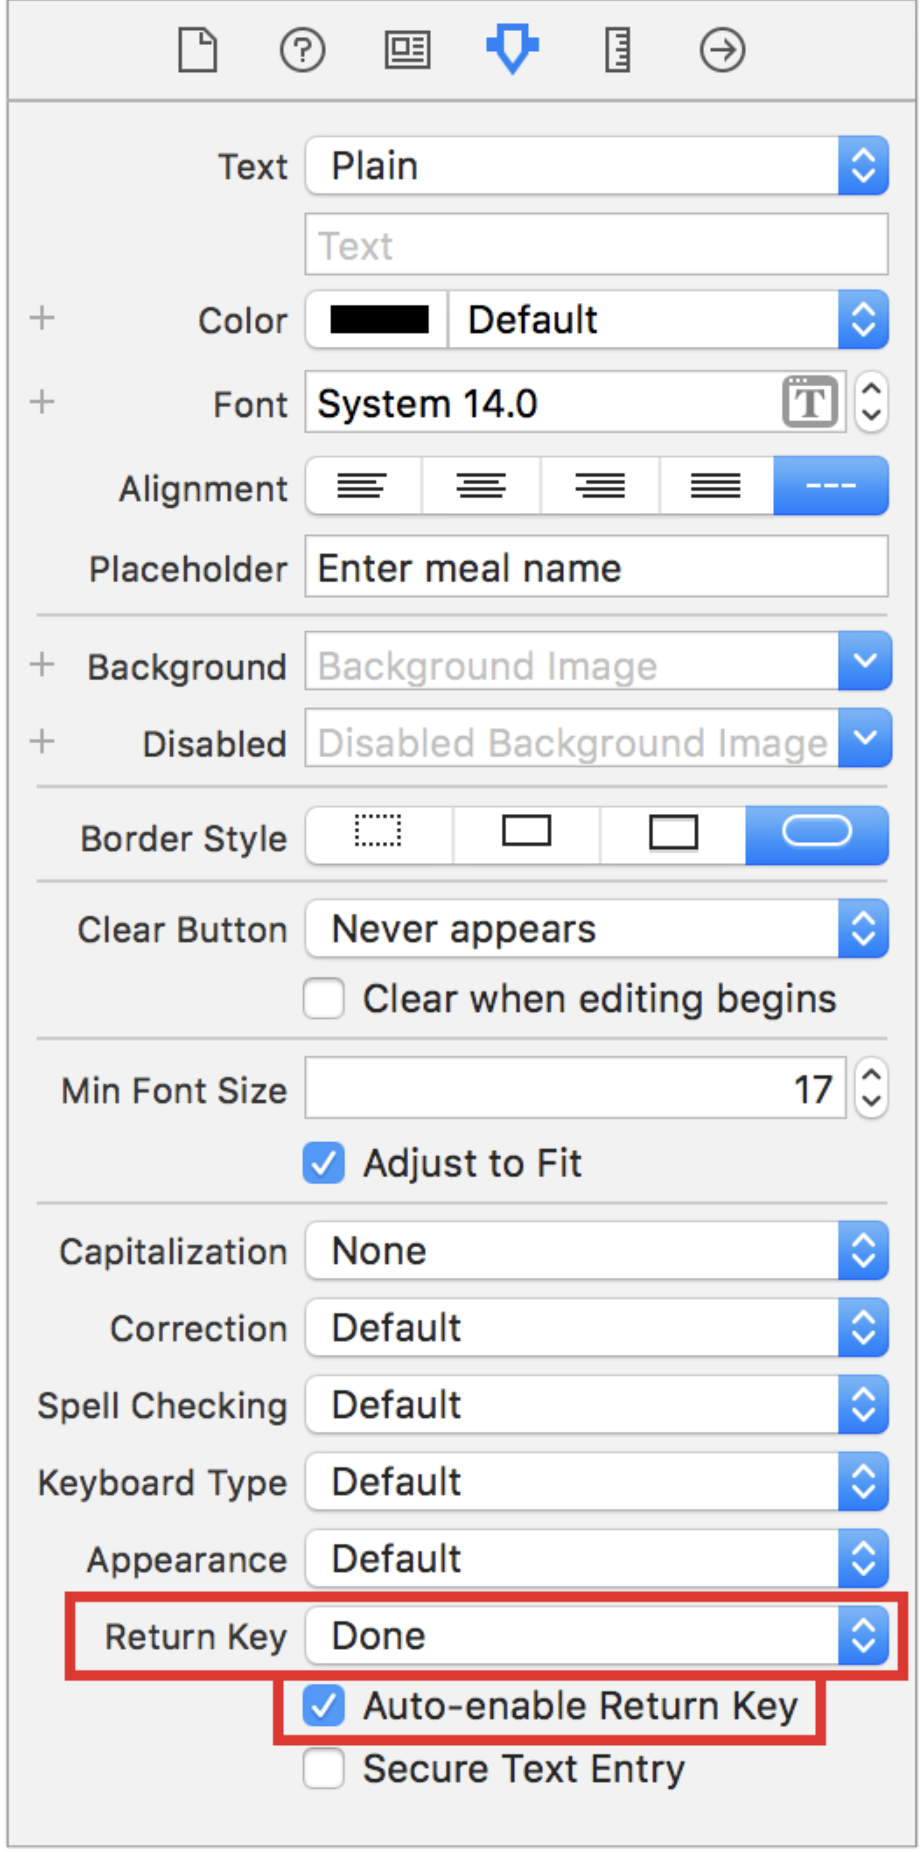 Text Plain
Text
Color Default
Font System 14.0 T
Alignment ---
Placeholder Enter meal name
Background Background Image
Disabled Disabled Background Image
Border Style
Clear Button Never appears
Clear when editing begins
Min Font Size 17
Adjust to Fit
Capitalization None
Correction Default
Spell Checking Default
Keyboard Type Default
Appearance Default
Return Key Done
Auto-enable Return Key
Secure Text Entry